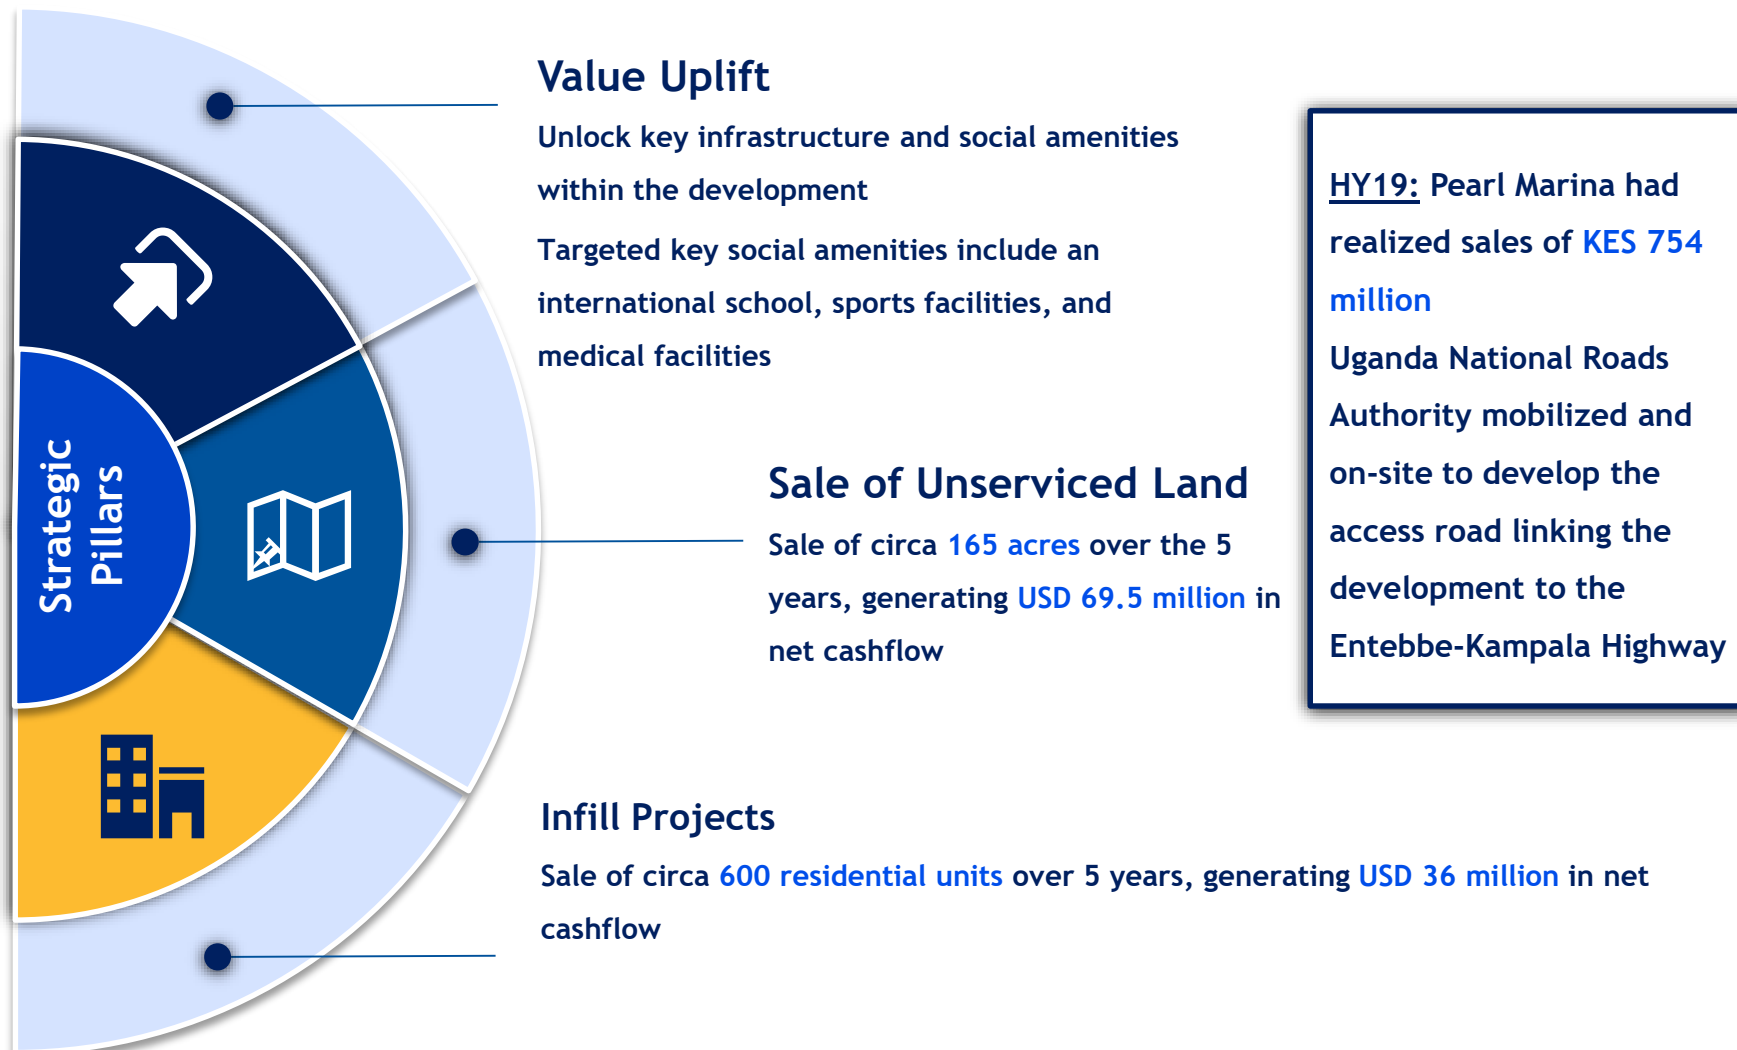 Strategic
Pillars
Value Uplift
Unlock key infrastructure and social amenities
within the development
Targeted key social amenities include an
international school, sports facilities, and
medical facilities
Sale of Unserviced Land
Sale of circa 165 acres over the 5
years, generating USD 69.5 million in
net cashflow
Infill Projects
Sale of circa 600 residential units over 5 years, generating USD 36 million in net
cashflow
HY19: Pearl Marina had
realized sales of KES 754
million
Uganda National Roads
Authority mobilized and
on-site to develop the
access road linking the
development to the
Entebbe-Kampala Highway